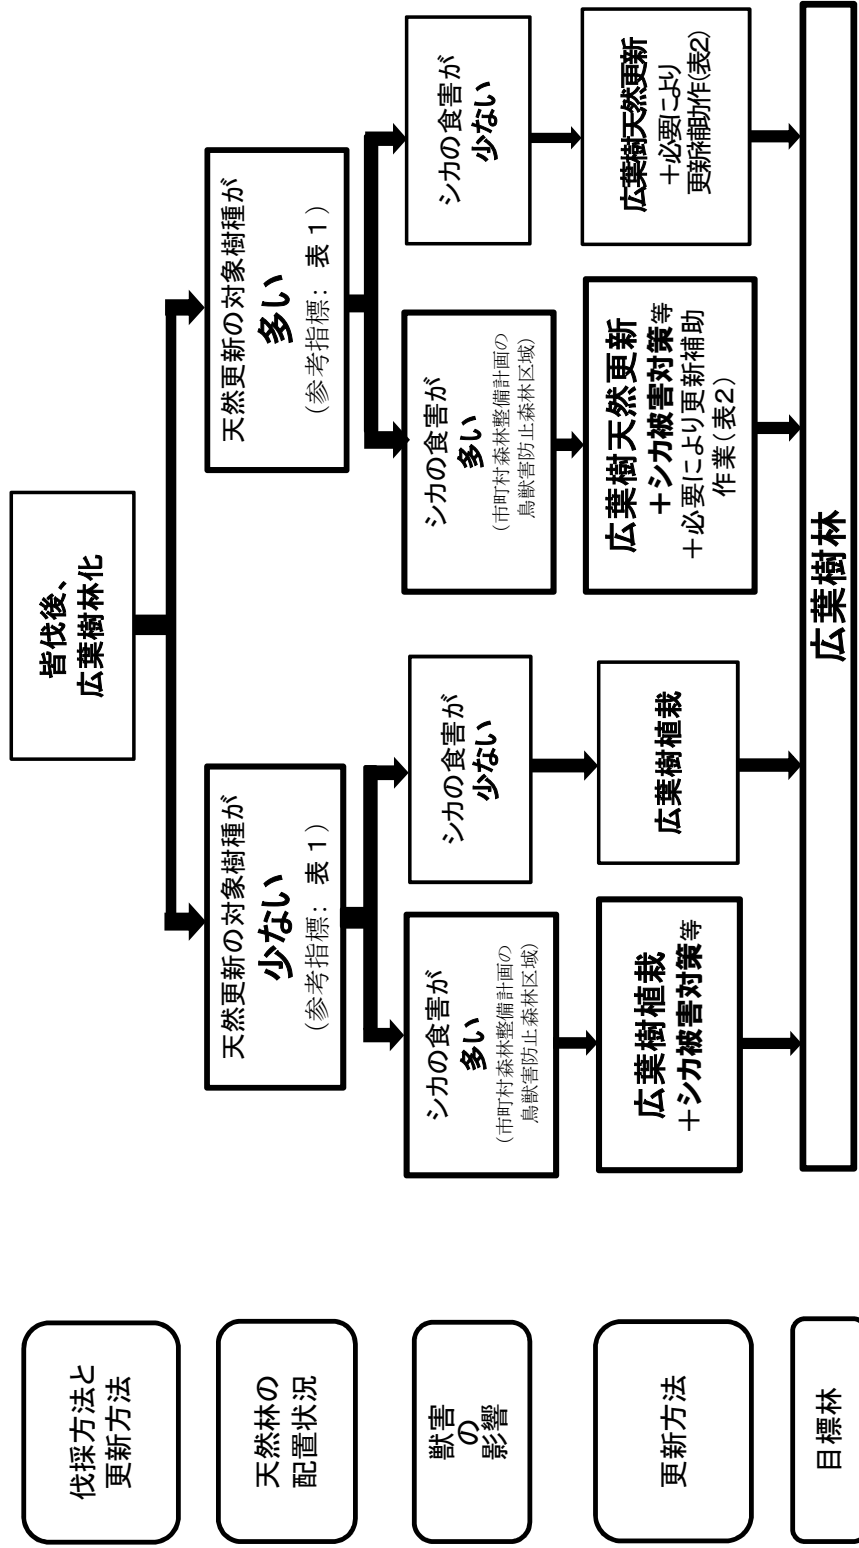 伐採方法と
更新方法
皆伐後、
広葉樹林化
天然林の
配置状況
天然更新の対象樹種が
少ない
(参考指標: 表1)
天然更新の対象樹種が
多い
(参考指標: 表1)
獣害
の
影響
シカの食害が
多い
(市町村森林整備計画の
鳥獣害防止森林区域)
シカの食害が
少ない
シカの食害が
多い
(市町村森林整備計画の
鳥獣害防止森林区域)
シカの食害が
少ない
更新方法
広葉樹植栽
+シカ被害対策等
広葉樹植栽
広葉樹天然更新
+シカ被害対策等
+必要により更新補助
作業(表2)
広葉樹天然更新
+必要により
更新補助作(表2)
目標林
広葉樹林